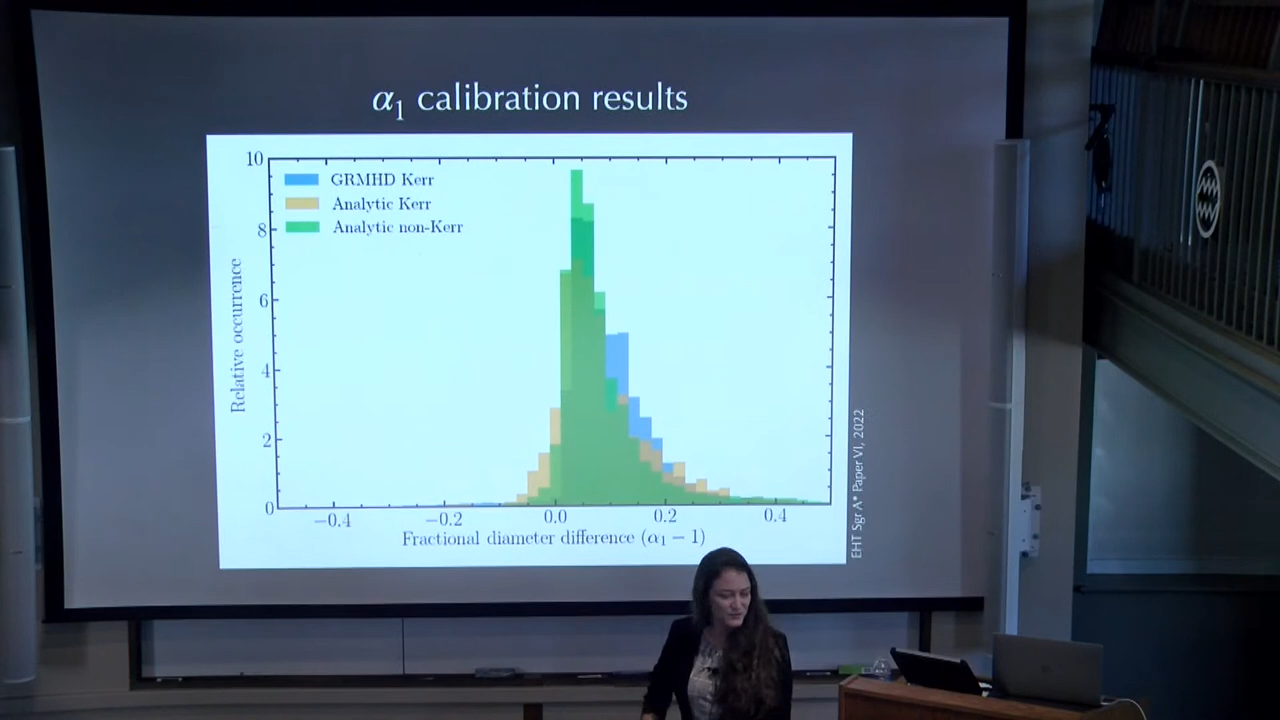 α₁ calibration results
10
8
6
4
2
0
Relative occurrence
GRMHD Kerr
Analytic Kerr
Analytic non-Kerr
−0.4
−0.2
0.0
0.2
0.4
Fractional diameter difference (α₁ − 1)
EHT Sgr A* Paper VI, 2022